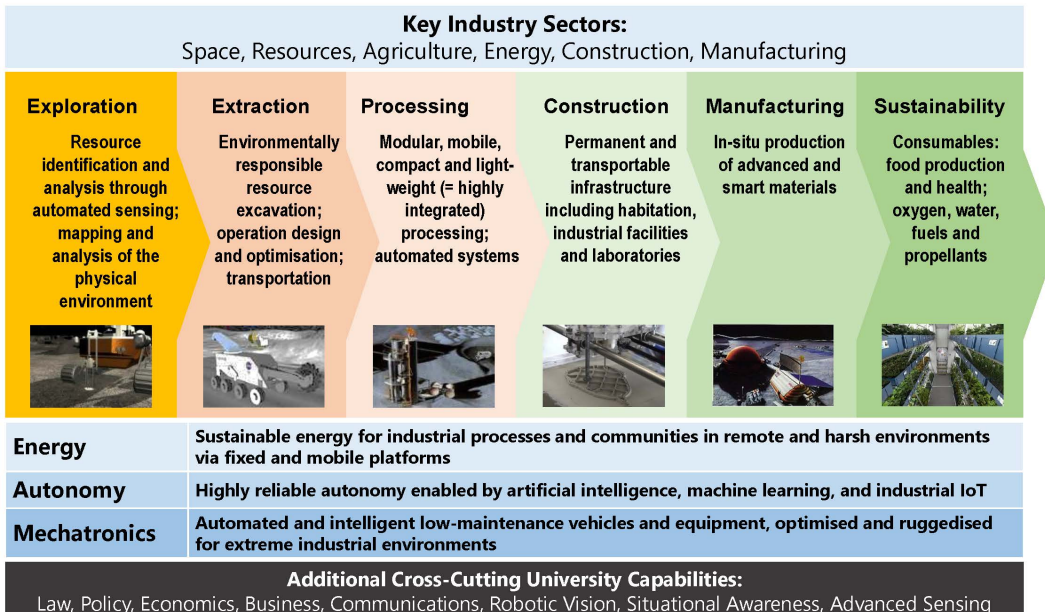 Key Industry Sectors:
Space, Resources, Agriculture, Energy, Construction, Manufacturing
Exploration
Resource
identification and
analysis through
automated sensing;
mapping and
analysis of the
physical
environment
Extraction
Environmentally
responsible
resource
excavation;
operation design
and optimisation;
transportation
Processing
Modular, mobile,
compact and light-
weight (= highly
integrated)
processing;
automated systems
Construction
Permanent and
transportable
infrastructure
including habitation,
industrial facilities
and laboratories
Manufacturing
In-situ production
of advanced and
smart materials
Sustainability
Consumables:
food production
and health;
oxygen, water,
fuels and
propellants
Energy
Sustainable energy for industrial processes and communities in remote and harsh environments
via fixed and mobile platforms
Autonomy
Highly reliable autonomy enabled by artificial intelligence, machine learning, and industrial IoT
Mechatronics
Automated and intelligent low-maintenance vehicles and equipment, optimised and ruggedised
for extreme industrial environments
Additional Cross-Cutting University Capabilities:
Law, Policy, Economics, Business, Communications, Robotic Vision, Situational Awareness, Advanced Sensing